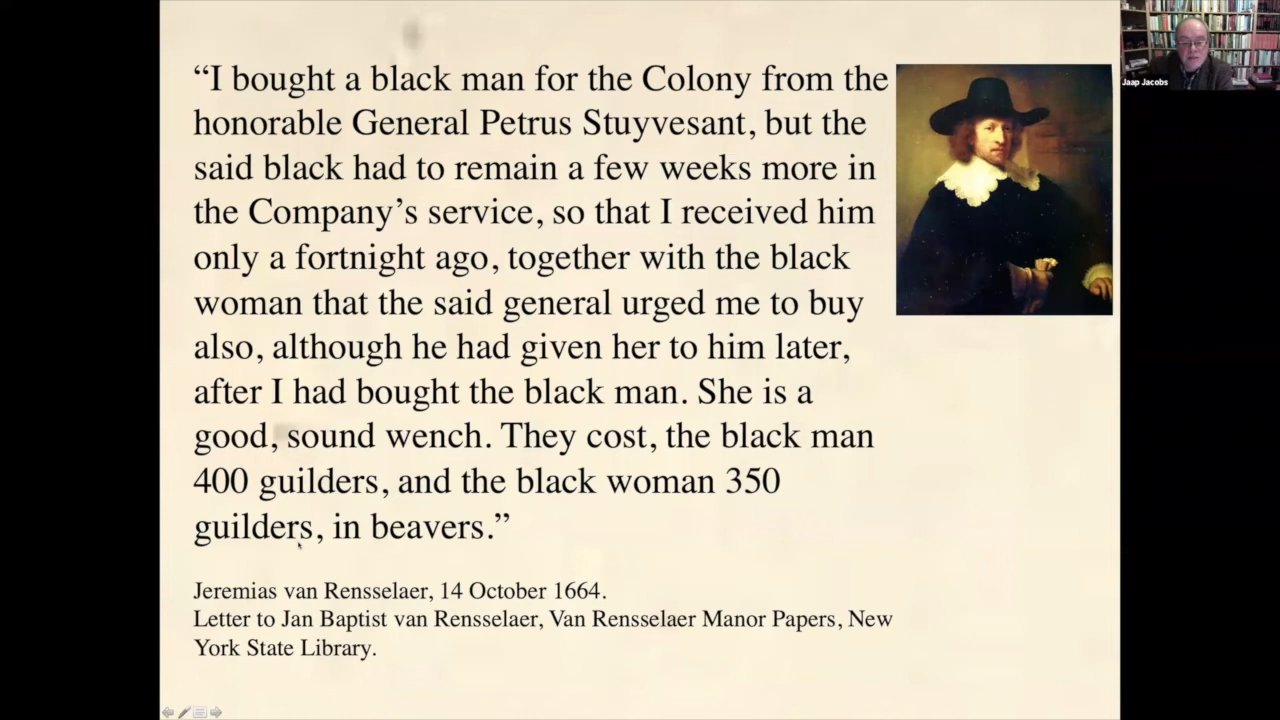 “I bought a black man for the Colony from the
honorable General Petrus Stuyvesant, but the
said black had to remain a few weeks more in
the Company’s service, so that I received him
only a fortnight ago, together with the black
woman that the said general urged me to buy
also, although he had given her to him later,
after I had bought the black man. She is a
good, sound wench. They cost, the black man
400 guilders, and the black woman 350
guilders, in beavers.”
Jeremias van Rensselaer, 14 October 1664.
Letter to Jan Baptist van Rensselaer, Van Rensselaer Manor Papers, New
York State Library.
Jaap Jacobs